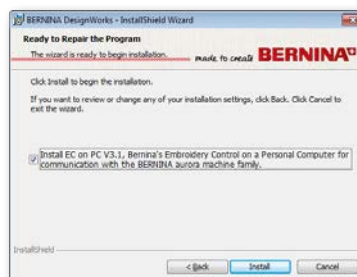 BERNINA DesignWorks - InstallShield Wizard
Ready to Repair the Program
The wizard is ready to begin installation.
made to create BERNINA+
Click Install to begin the installation.
If you want to review or change any of your installation settings, click Back. Click Cancel to
exit the wizard.
Install EC on PC V3.1, Bernina's Embroidery Control on a Personal Computer for
communication with the BERNINA aurora machine family.
InstallShield
< Back Install Cancel